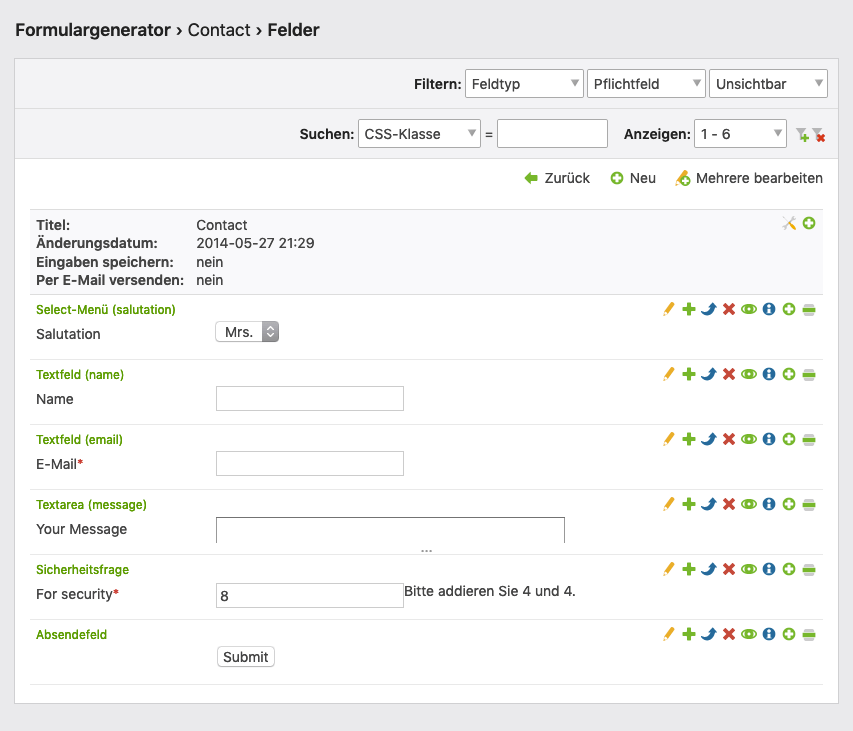 Formulargenerator › Contact › Felder
Filtern: Feldtyp Pflichtfeld Unsichtbar
Suchen: CSS-Klasse = Anzeigen: 1 - 6
Zurück Neu Mehrere bearbeiten
Titel: Contact
Änderungsdatum: 2014-05-27 21:29
Eingaben speichern: nein
Per E-Mail versenden: nein
Select-Menü (salutation)
Salutation Mrs.
Textfeld (name)
Name
Textfeld (email)
E-Mail*
Textarea (message)
Your Message
...
Sicherheitsfrage
For security* 8 Bitte addieren Sie 4 und 4.
Absendefeld
Submit